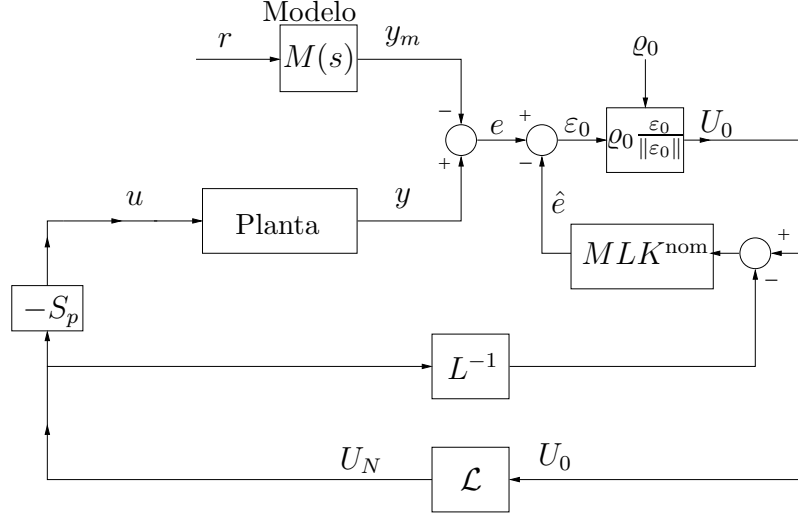 Modelo
r
M(s)
y_m
ϱ_0
−
+
e
+
−
ε_0
ϱ_0 ε_0/‖ε_0‖
U_0
u
Planta
y
ê
MLK^nom
+
−
−S_p
L^{−1}
U_N
𝓛
U_0